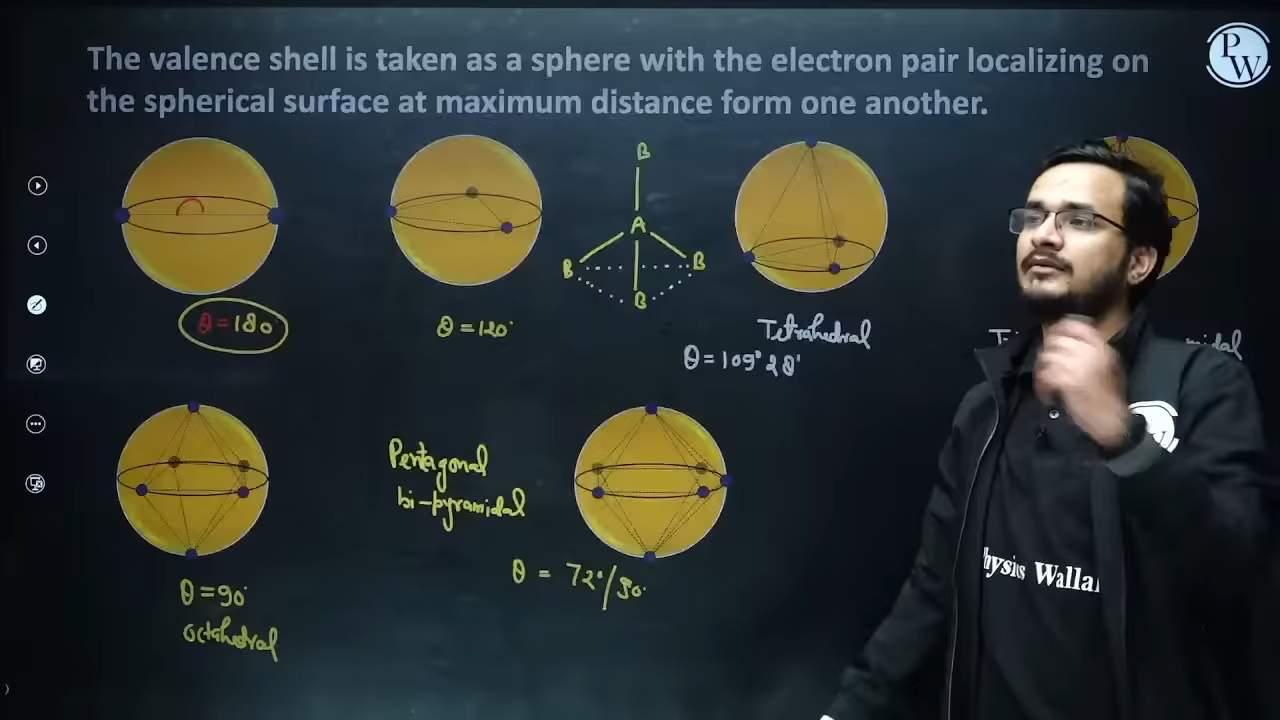 The valence shell is taken as a sphere with the electron pair localizing on
the spherical surface at maximum distance form one another.
PW
B
A
B
B
B
θ = 180
θ = 120°
Tetrahedral
θ = 109° 28'
Pentagonal
bi-pyramidal
θ = 72°/90°
θ = 90°
octahedral
Physics Wallah